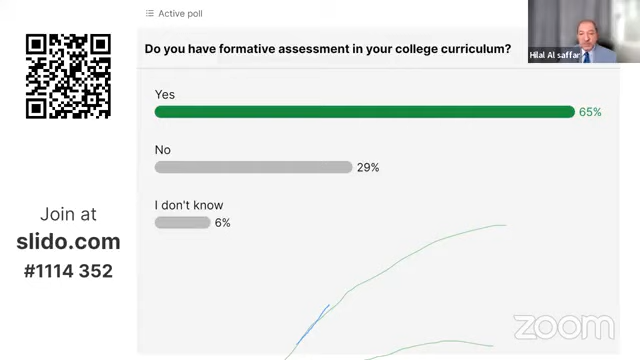 Active poll
Do you have formative assessment in your college curriculum?
Hilal Al saffar
Yes
65%
No
29%
I don't know
6%
Join at
slido.com
#1114 352
zoom